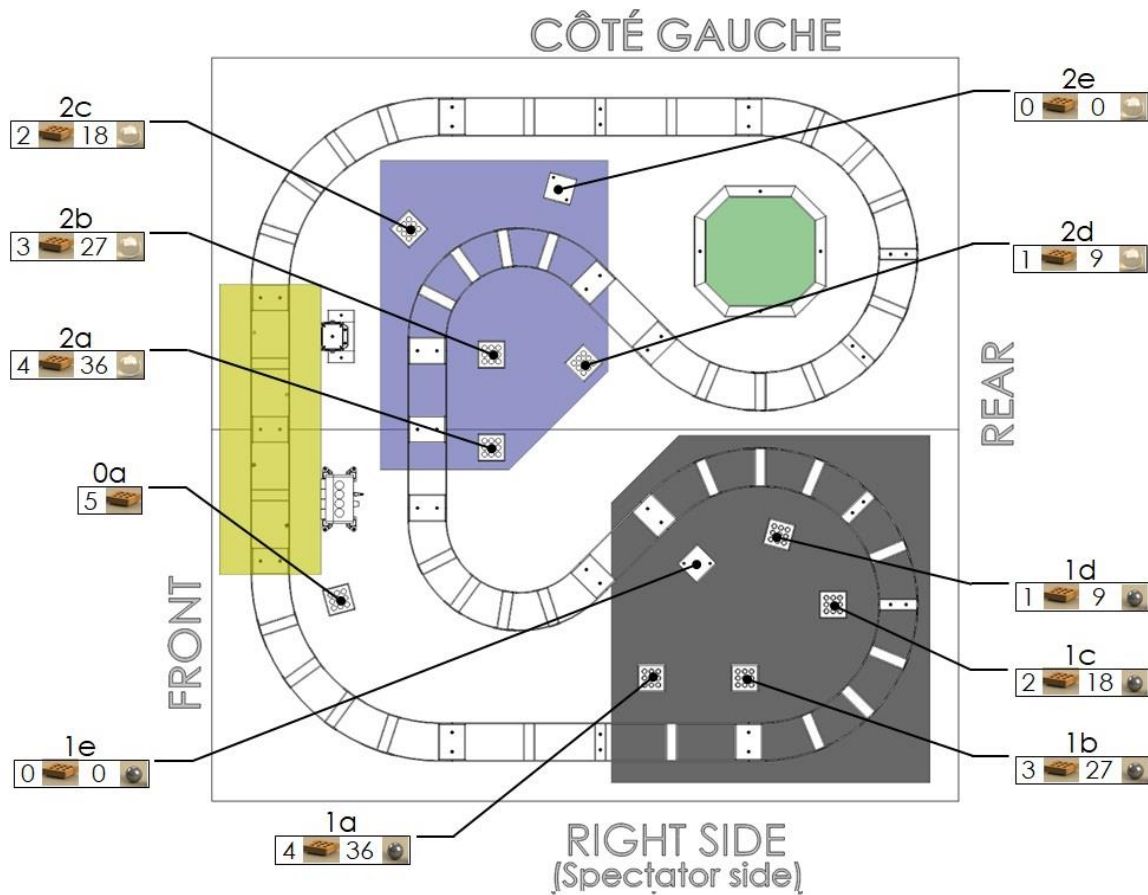 CÔTÉ GAUCHE
2c
2 18
2e
0 0
2b
3 27
2d
1 9
2a
4 36
REAR
0a
5
1d
1 9
FRONT
1c
2 18
1e
0 0
1b
3 27
1a
4 36
RIGHT SIDE
(Spectator side)